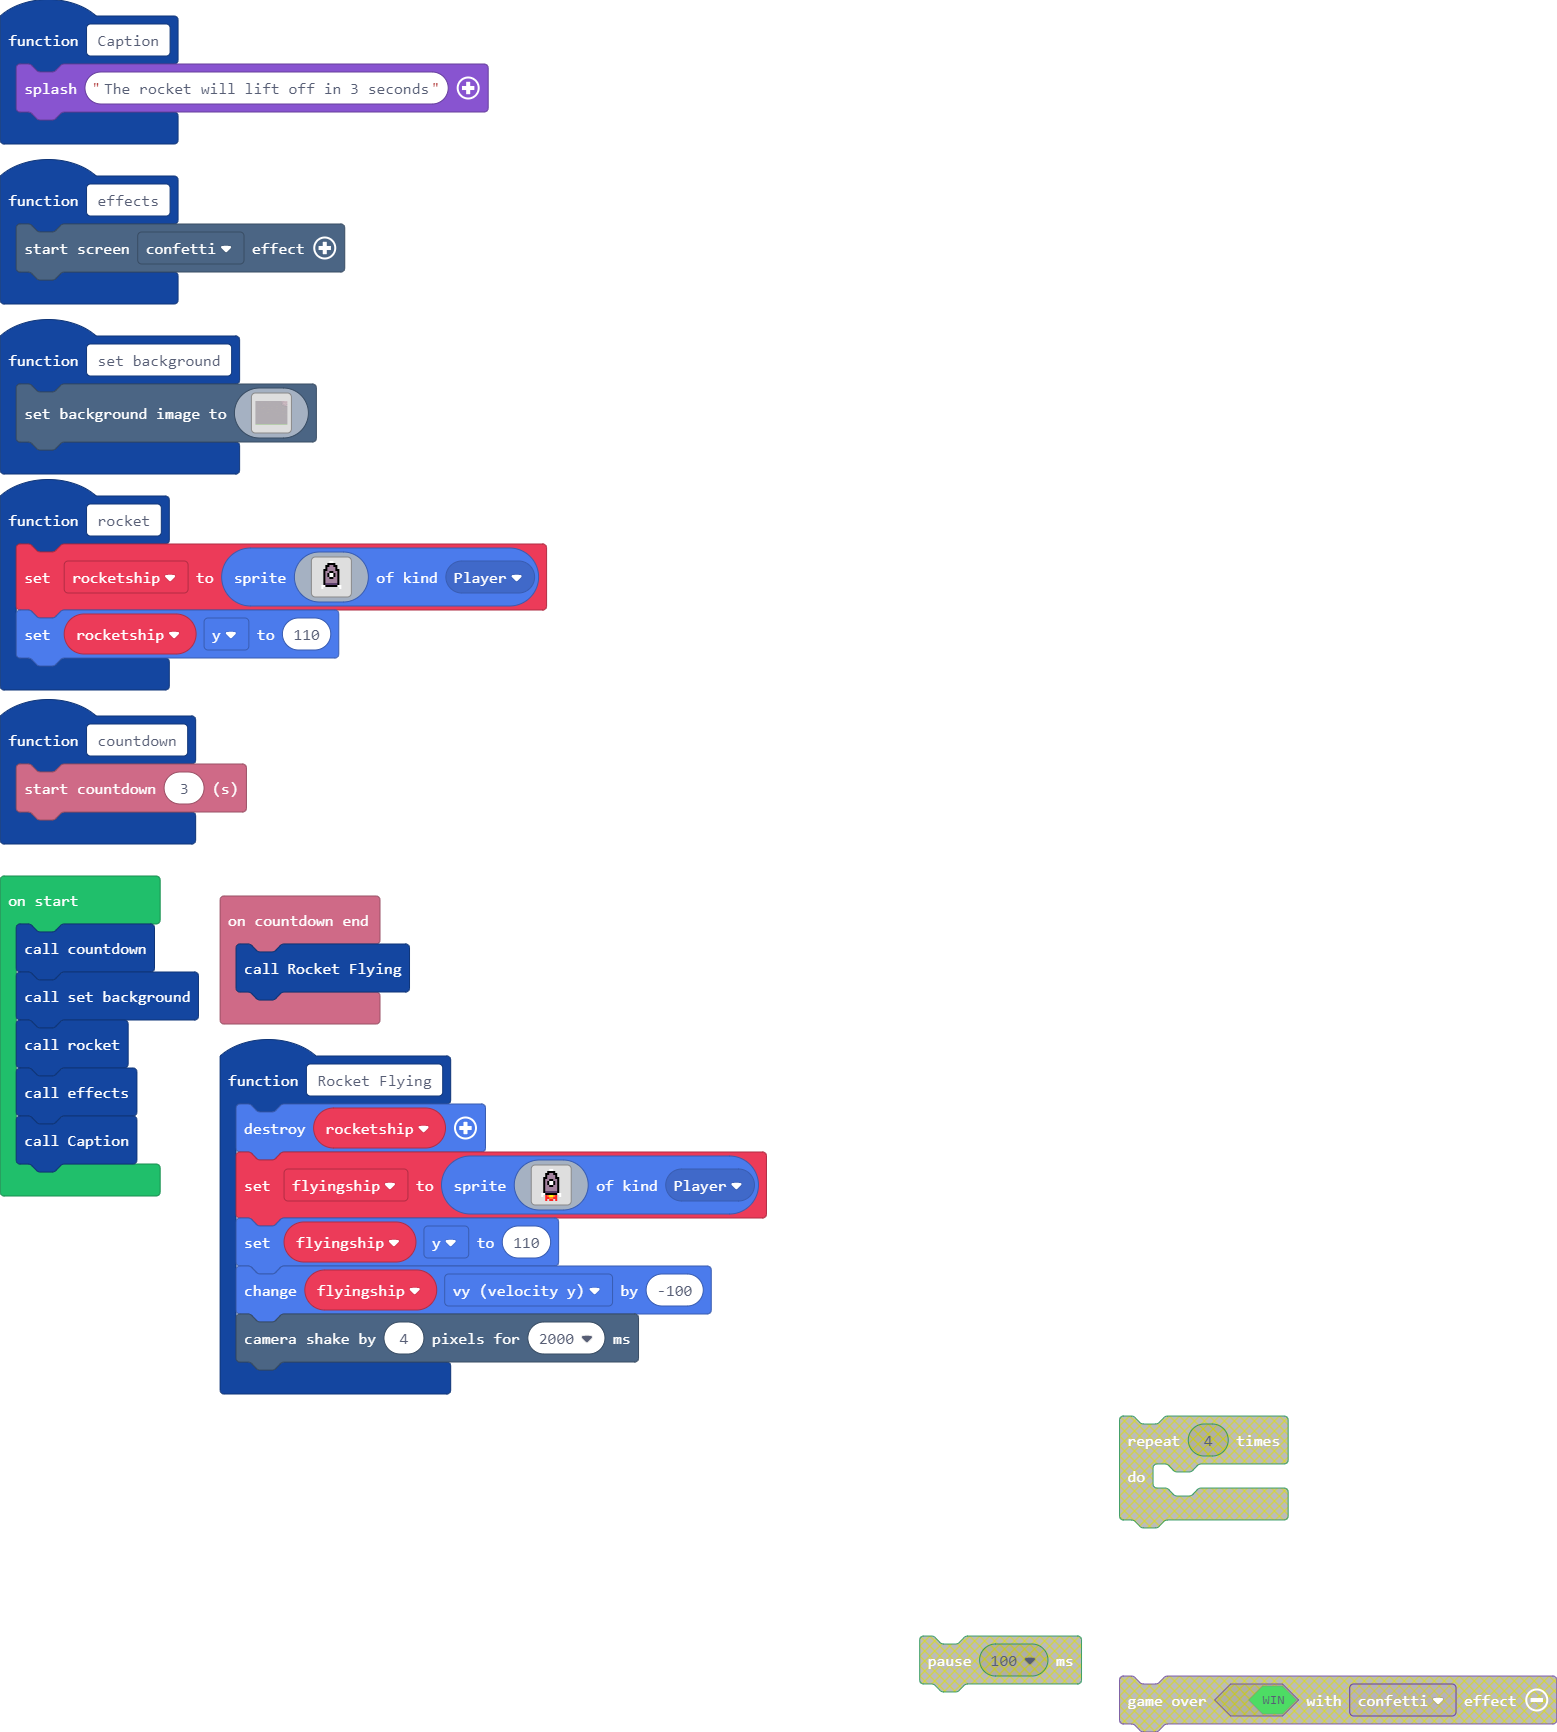 function Caption
splash "The rocket will lift off in 3 seconds"
function effects
start screen confetti effect
function set background
set background image to
function rocket
set rocketship to sprite of kind Player
set rocketship y to 110
function countdown
start countdown 3 (s)
on start
call countdown
call set background
call rocket
call effects
call Caption
on countdown end
call Rocket Flying
function Rocket Flying
destroy rocketship
set flyingship to sprite of kind Player
set flyingship y to 110
change flyingship vy (velocity y) by -100
camera shake by 4 pixels for 2000 ms
repeat 4 times
do
pause 100 ms
game over WIN with confetti effect